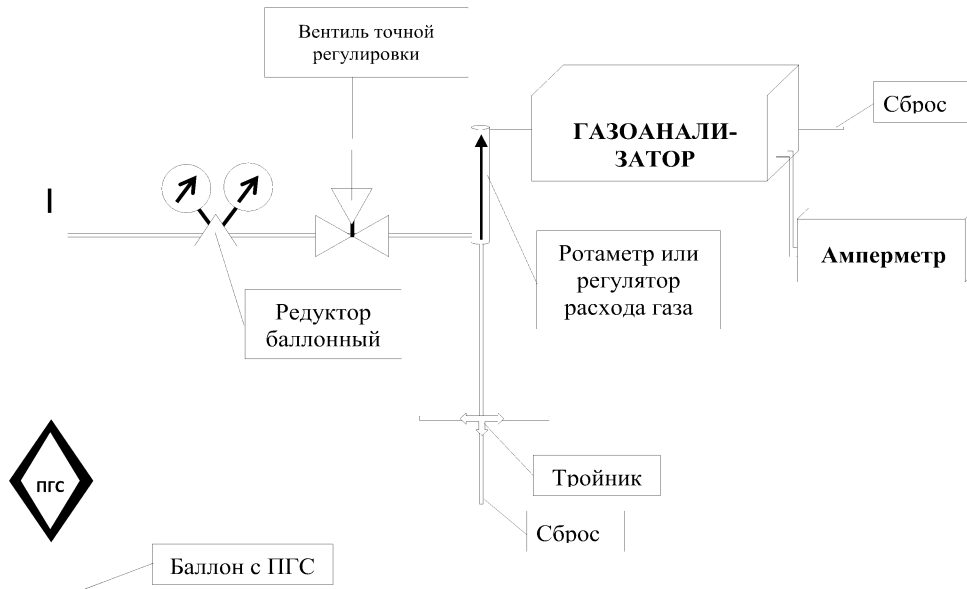 Вентиль точной
регулировки
ГАЗОАНАЛИ-
ЗАТОР
Сброс
Ротаметр или
регулятор
расхода газа
Амперметр
Редуктор
баллонный
ПГС
Тройник
Сброс
Баллон с ПГС